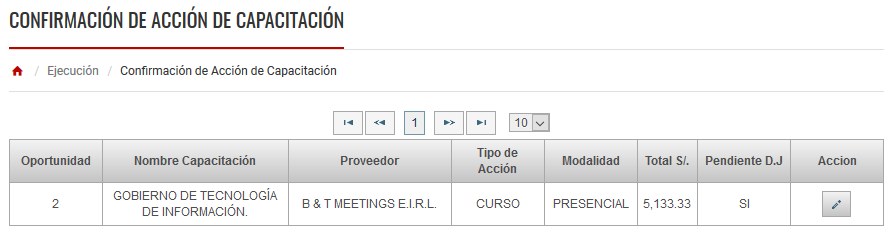 CONFIRMACIÓN DE ACCIÓN DE CAPACITACIÓN
/ Ejecución / Confirmación de Acción de Capacitación
1 10
Oportunidad Nombre Capacitación Proveedor Tipo de Acción Modalidad Total S/. Pendiente D.J Accion
2 GOBIERNO DE TECNOLOGÍA DE INFORMACIÓN. B & T MEETINGS E.I.R.L. CURSO PRESENCIAL 5,133.33 SI